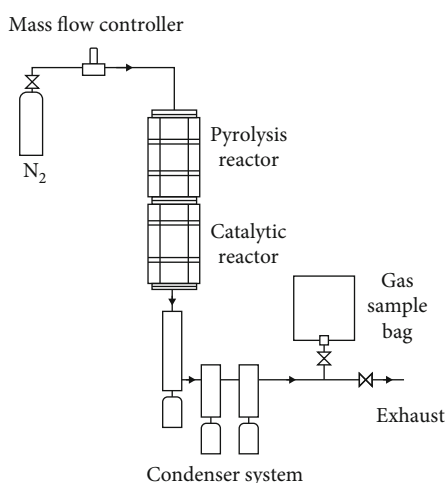 Mass flow controller
N₂
Pyrolysis
reactor
Catalytic
reactor
Gas
sample
bag
Exhaust
Condenser system